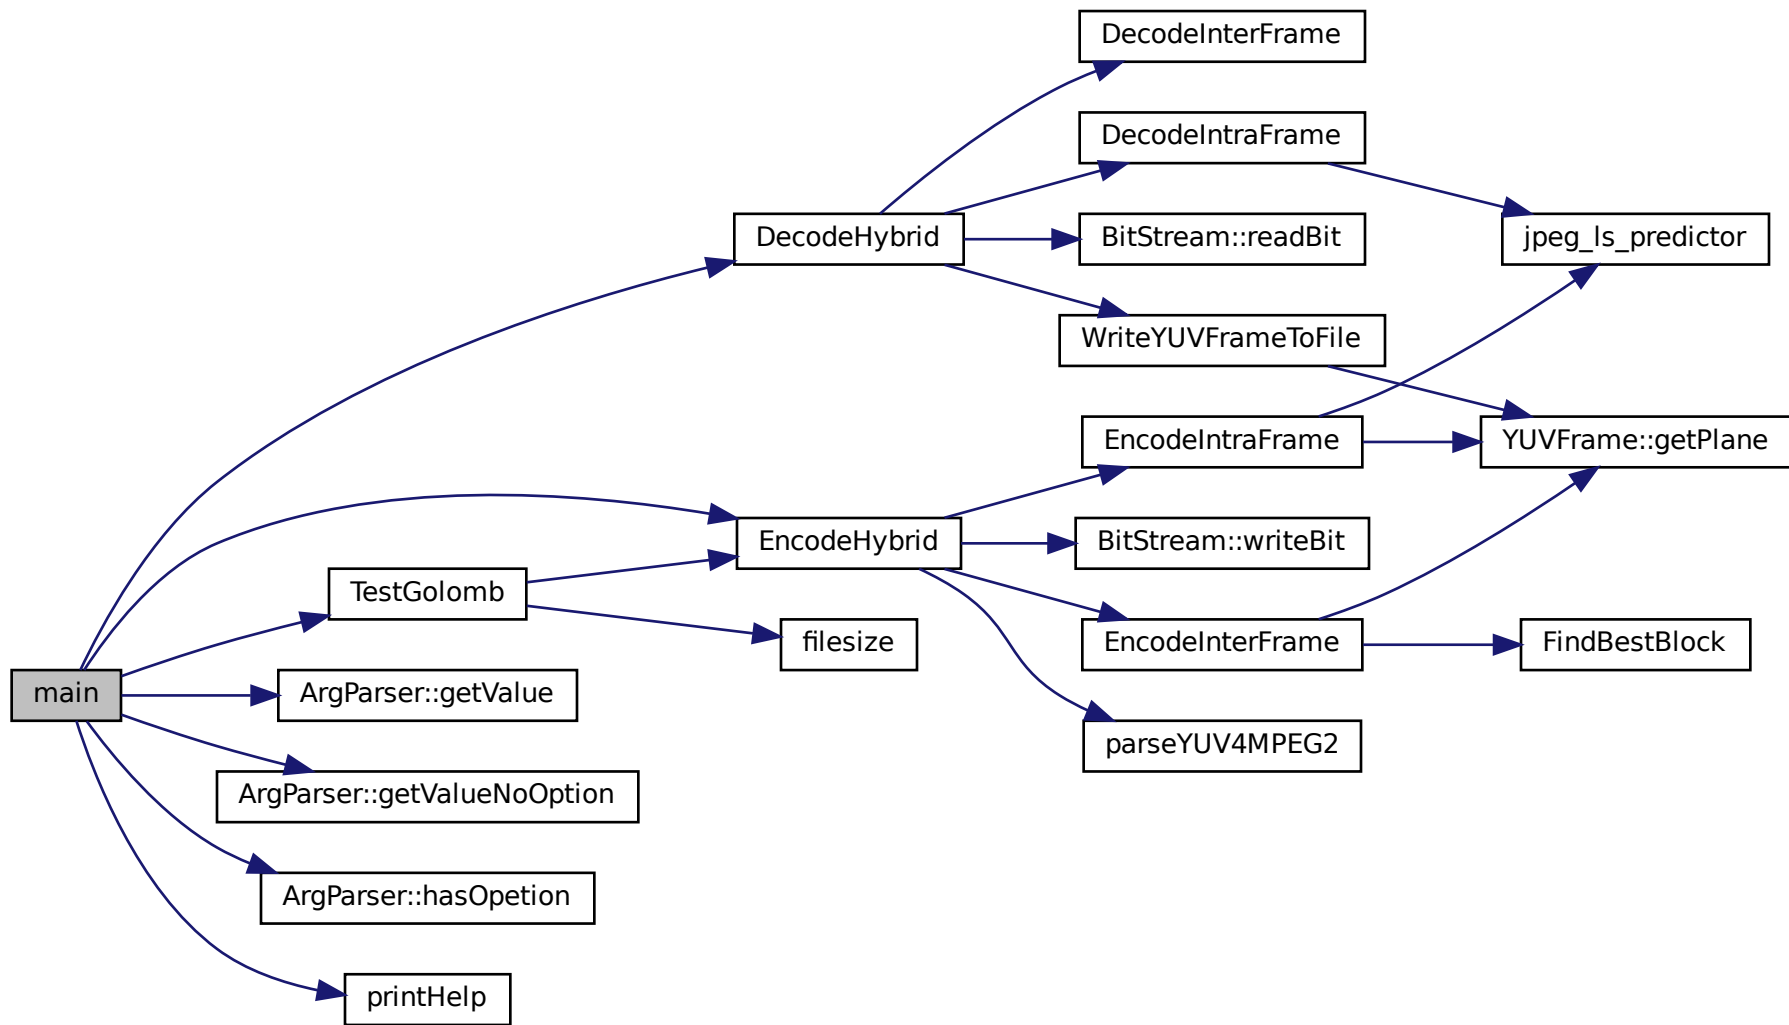 DecodeInterFrame
DecodeIntraFrame
DecodeHybrid
BitStream::readBit
jpeg_ls_predictor
WriteYUVFrameToFile
EncodeIntraFrame
YUVFrame::getPlane
EncodeHybrid
BitStream::writeBit
TestGolomb
filesize
EncodeInterFrame
FindBestBlock
main
ArgParser::getValue
parseYUV4MPEG2
ArgParser::getValueNoOption
ArgParser::hasOpetion
printHelp